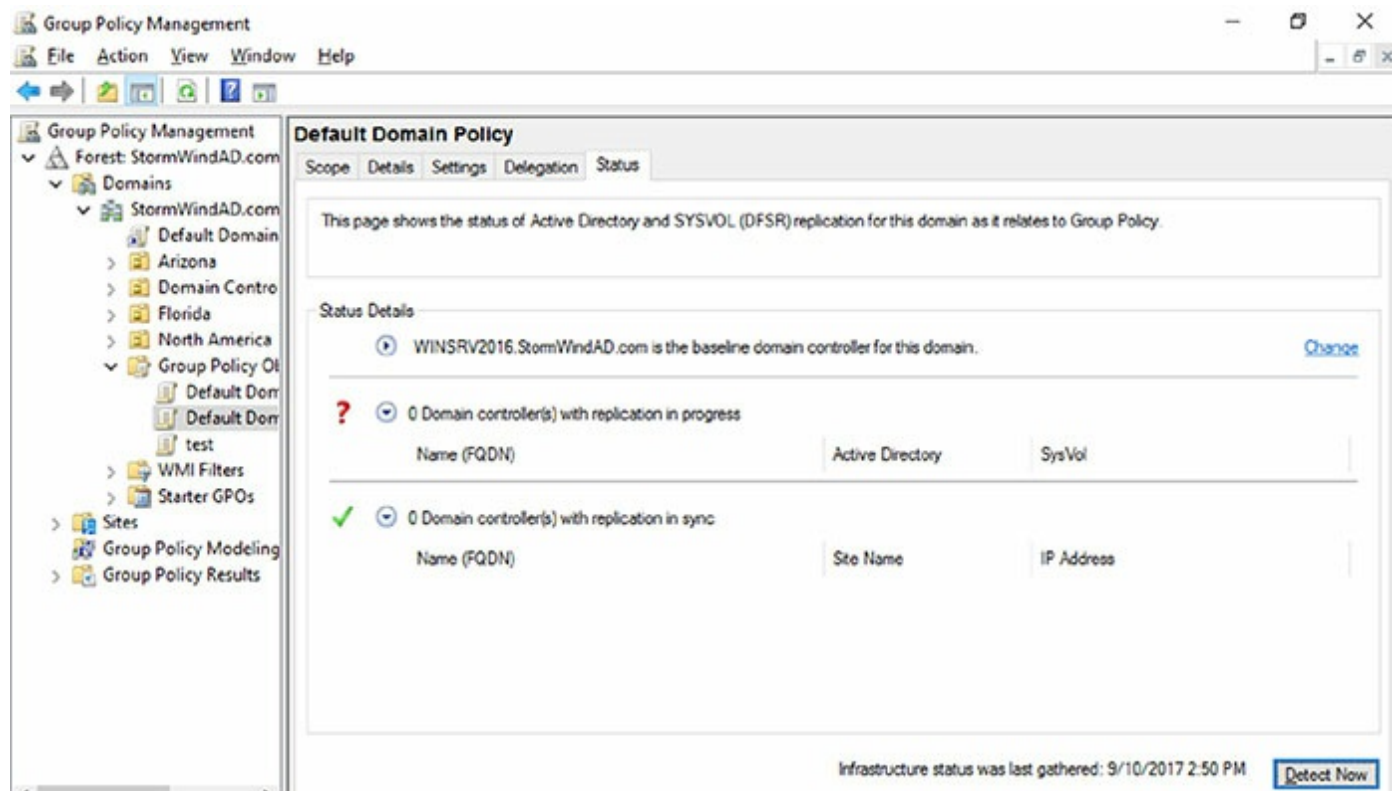 Group Policy Management
File Action View Window Help
Group Policy Management
Forest: StormWindAD.com
Domains
StormWindAD.com
Default Domain
Arizona
Domain Contro
Florida
North America
Group Policy Ob
Default Dom
Default Dom
test
WMI Filters
Starter GPOs
Sites
Group Policy Modeling
Group Policy Results
Default Domain Policy
Scope Details Settings Delegation Status
This page shows the status of Active Directory and SYSVOL (DFSR) replication for this domain as it relates to Group Policy.
Status Details
WINSRV2016.StormWindAD.com is the baseline domain controller for this domain. Change
0 Domain controller(s) with replication in progress
Name (FQDN) Active Directory SysVol
0 Domain controller(s) with replication in sync
Name (FQDN) Site Name IP Address
Infrastructure status was last gathered: 9/10/2017 2:50 PM Detect Now